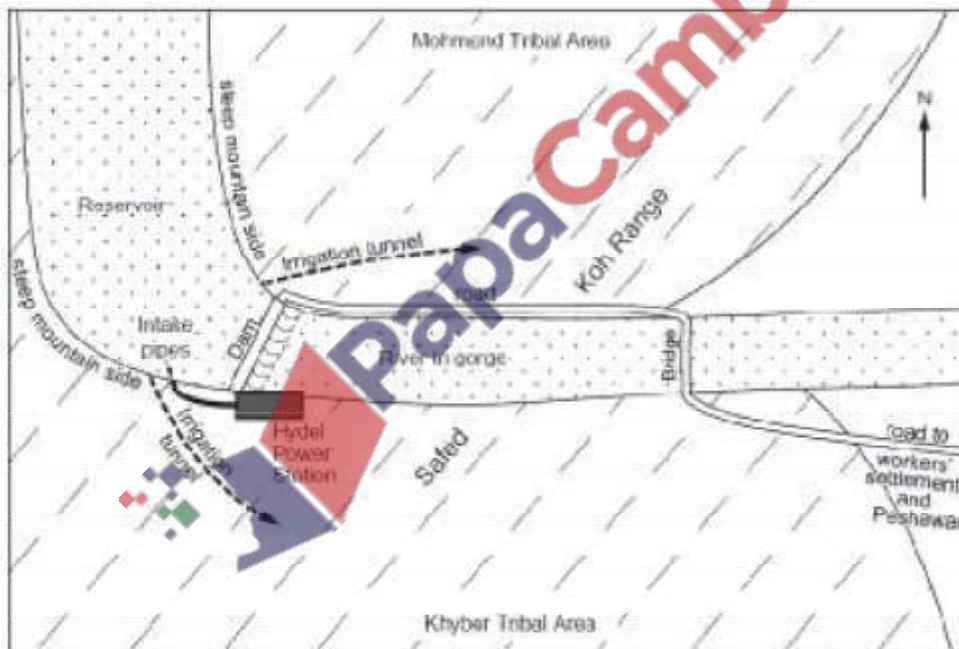 Mohmand Tribal Area
N
steep mountain side
Reservoir
Irrigation tunnel
Koh Range
road
steep mountain side
Intake
pipes
Dam
River in gorge
Bridge
Hydel
Power
Station
Irrigation
tunnel
Safed
road to
workers'
settlement
and
Peshawar
Khyber Tribal Area
PapaCamb